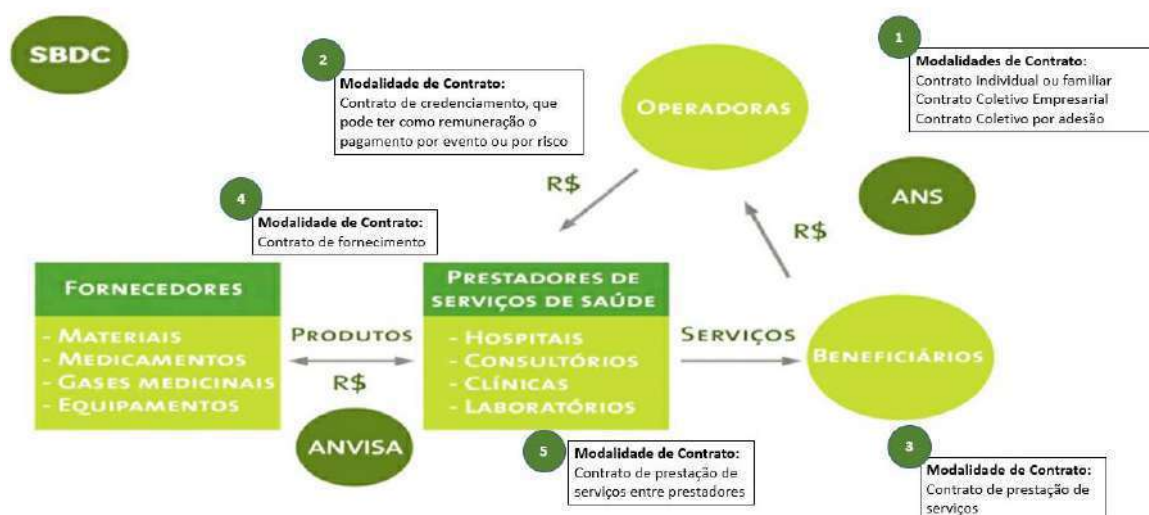 SBDC
2
Modalidade de Contrato:
Contrato de credenciamento, que
pode ter como remuneração o
pagamento por evento ou por risco
OPERADORAS
1
Modalidades de Contrato:
Contrato Individual ou familiar
Contrato Coletivo Empresarial
Contrato Coletivo por adesão
R$
ANS
R$
4
Modalidade de Contrato:
Contrato de fornecimento
FORNECEDORES
- MATERIAIS
- MEDICAMENTOS
- GASES MEDICINAIS
- EQUIPAMENTOS
PRODUTOS
R$
ANVISA
PRESTADORES DE
SERVIÇOS DE SAÚDE
- HOSPITAIS
- CONSULTÓRIOS
- CLÍNICAS
- LABORATÓRIOS
SERVIÇOS
BENEFICIÁRIOS
5
Modalidade de Contrato:
Contrato de prestação de
serviços entre prestadores
3
Modalidade de Contrato:
Contrato de prestação de
serviços